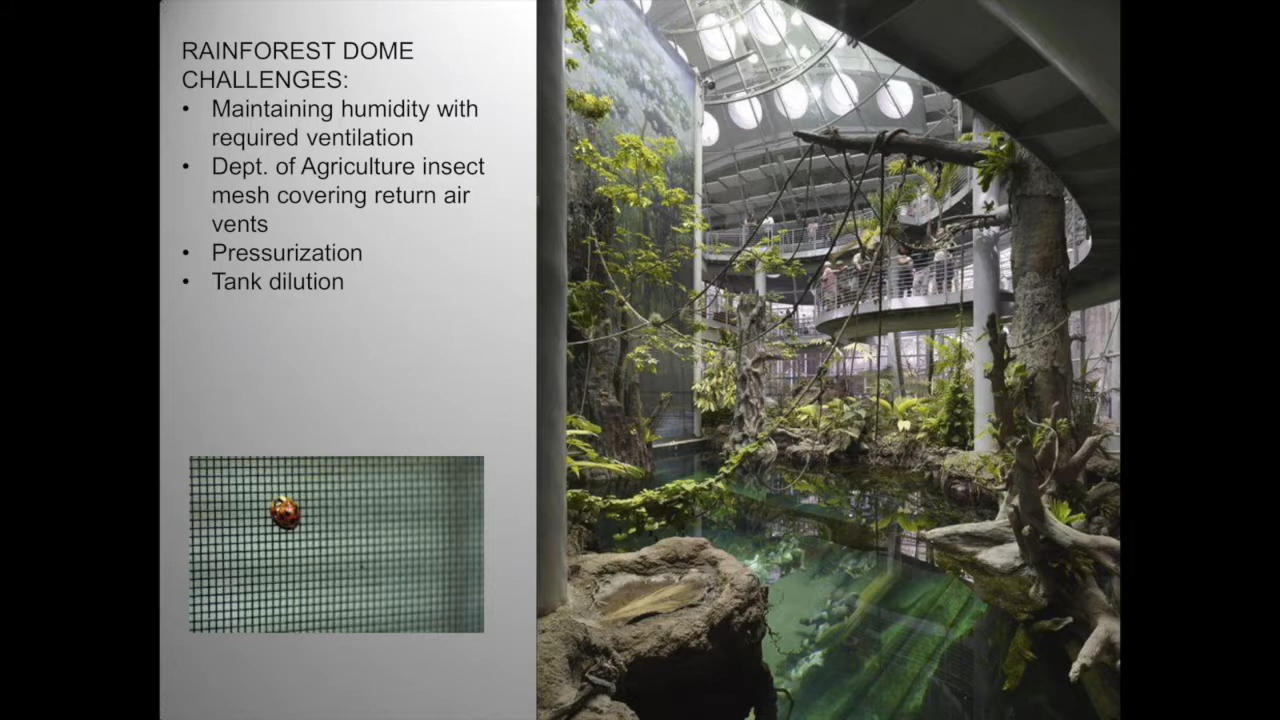 RAINFOREST DOME
CHALLENGES:
• Maintaining humidity with
required ventilation
• Dept. of Agriculture insect
mesh covering return air
vents
• Pressurization
• Tank dilution